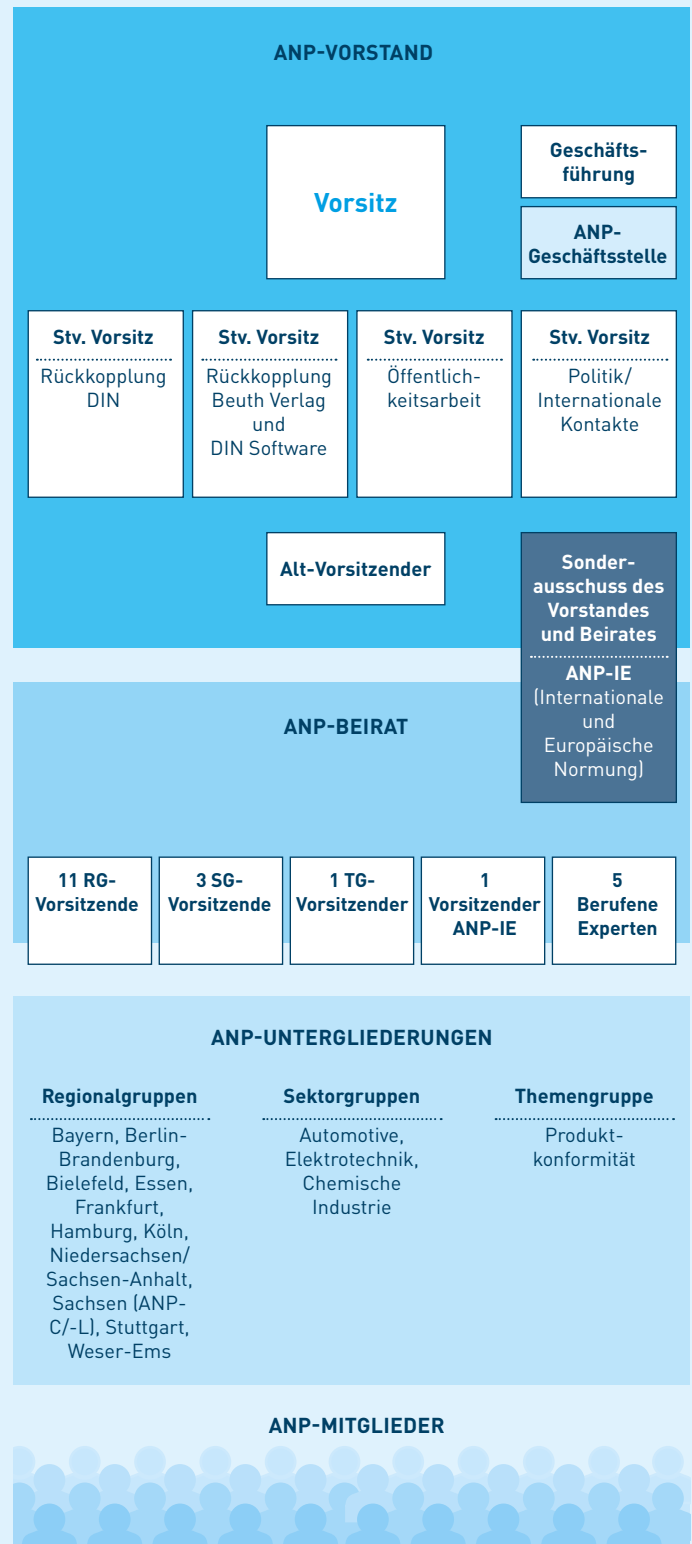 ANP-VORSTAND
Vorsitz
Geschäfts-
führung
ANP-
Geschäftsstelle
Stv. Vorsitz
Rückkopplung
DIN
Stv. Vorsitz
Rückkopplung
Beuth Verlag
und
DIN Software
Stv. Vorsitz
Öffentlich-
keitsarbeit
Stv. Vorsitz
Politik/
Internationale
Kontakte
Alt-Vorsitzender
Sonder-
ausschuss des
Vorstandes
und Beirates
ANP-IE
(Internationale
und
Europäische
Normung)
ANP-BEIRAT
11 RG-
Vorsitzende
3 SG-
Vorsitzende
1 TG-
Vorsitzender
1
Vorsitzender
ANP-IE
5
Berufene
Experten
ANP-UNTERGLIEDERUNGEN
Regionalgruppen
Bayern, Berlin-
Brandenburg,
Bielefeld, Essen,
Frankfurt,
Hamburg, Köln,
Niedersachsen/
Sachsen-Anhalt,
Sachsen (ANP-
C/-L), Stuttgart,
Weser-Ems
Sektorgruppen
Automotive,
Elektrotechnik,
Chemische
Industrie
Themengruppe
Produkt-
konformität
ANP-MITGLIEDER